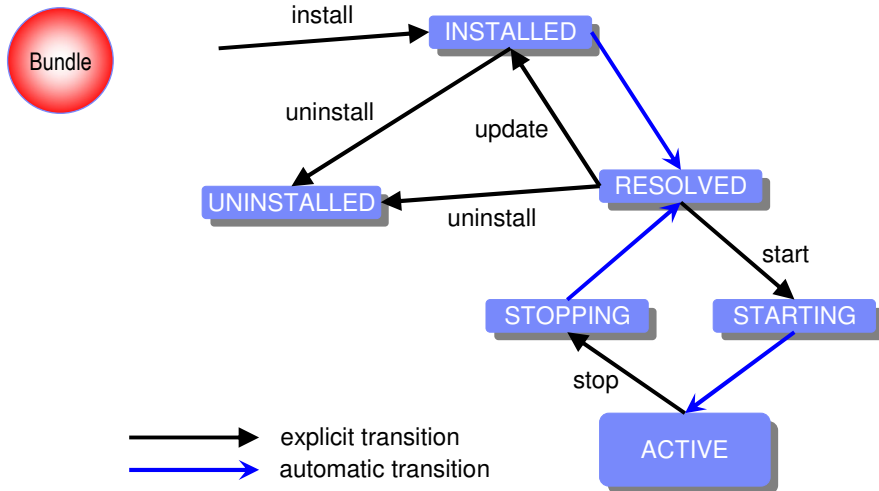 install
INSTALLED
Bundle
uninstall
update
UNINSTALLED
RESOLVED
uninstall
start
STOPPING
STARTING
stop
explicit transition
ACTIVE
automatic transition